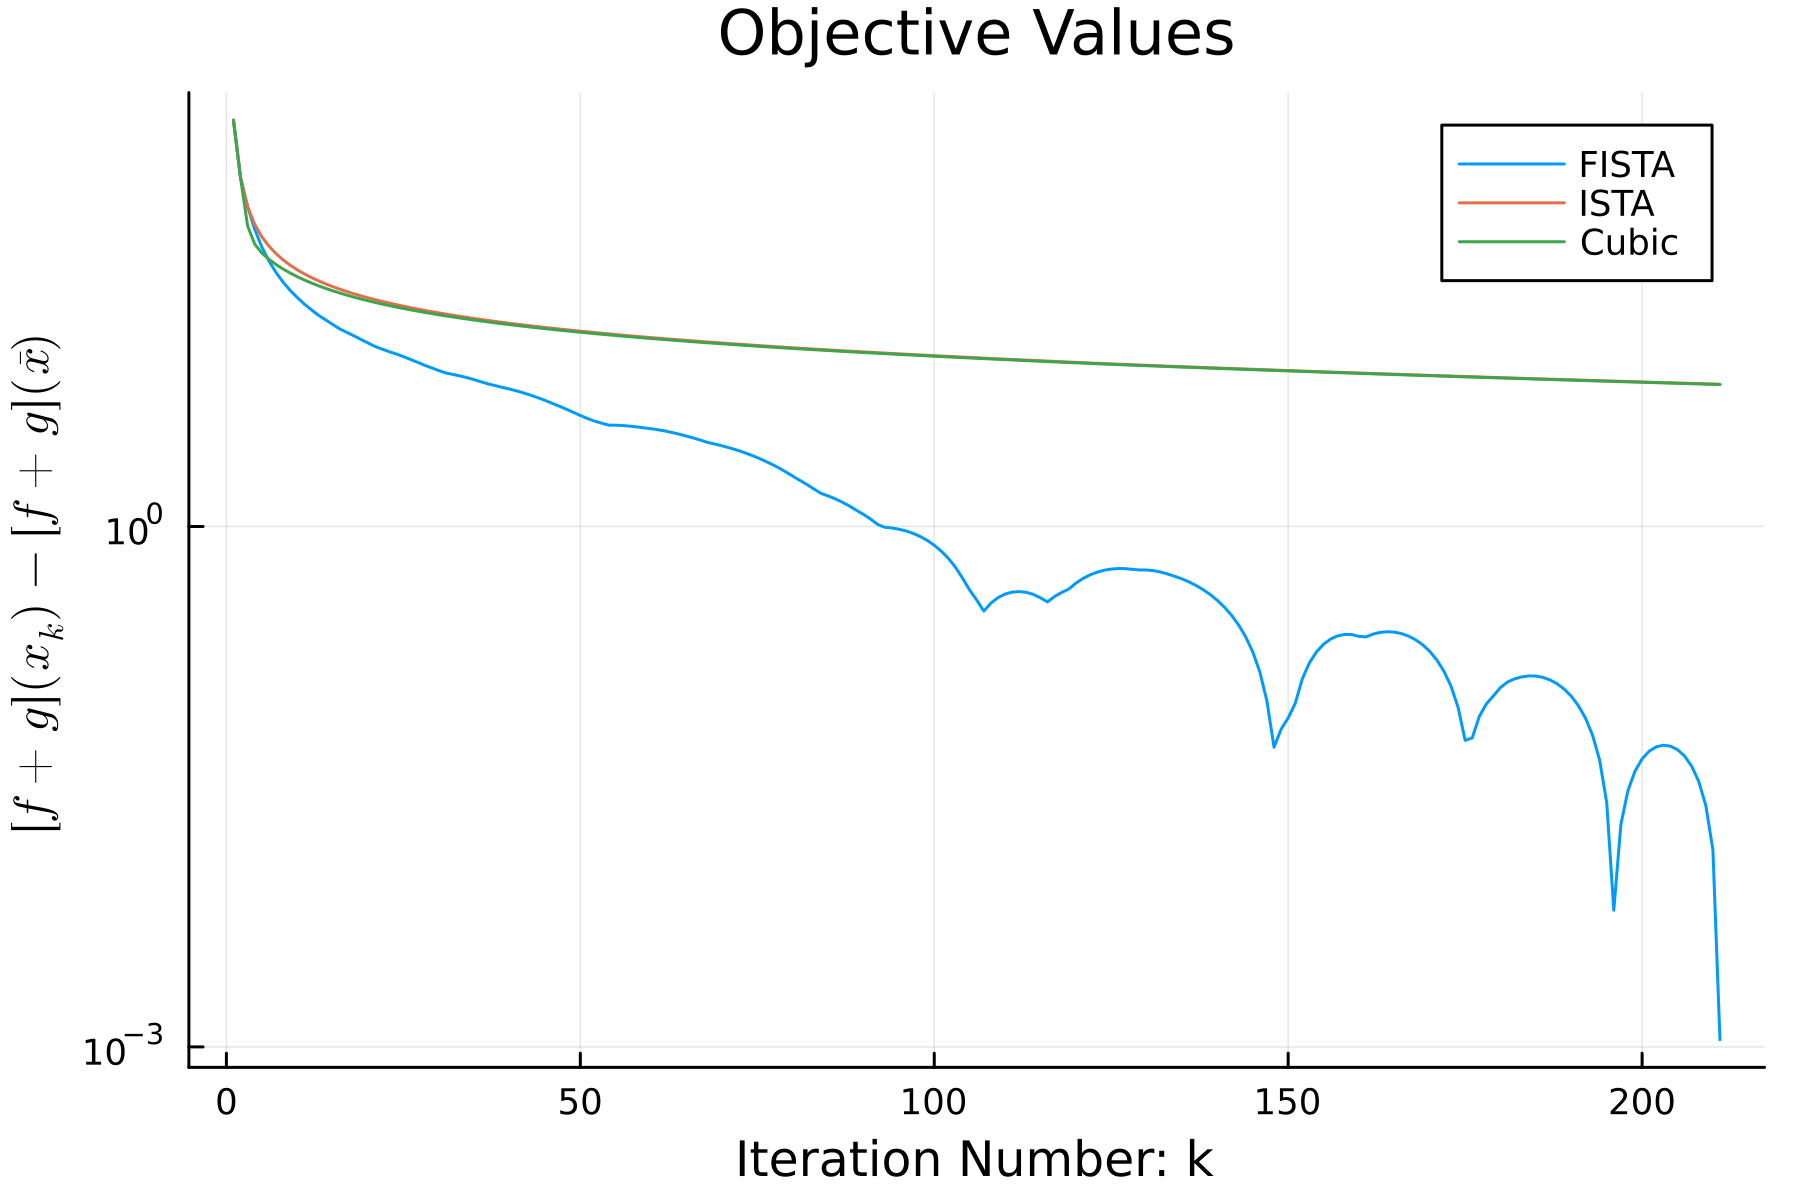 Objective Values
[f + g](x_k) − [f + g](x̄)
10^0
10^−3
FISTA
ISTA
Cubic
0 50 100 150 200
Iteration Number: k